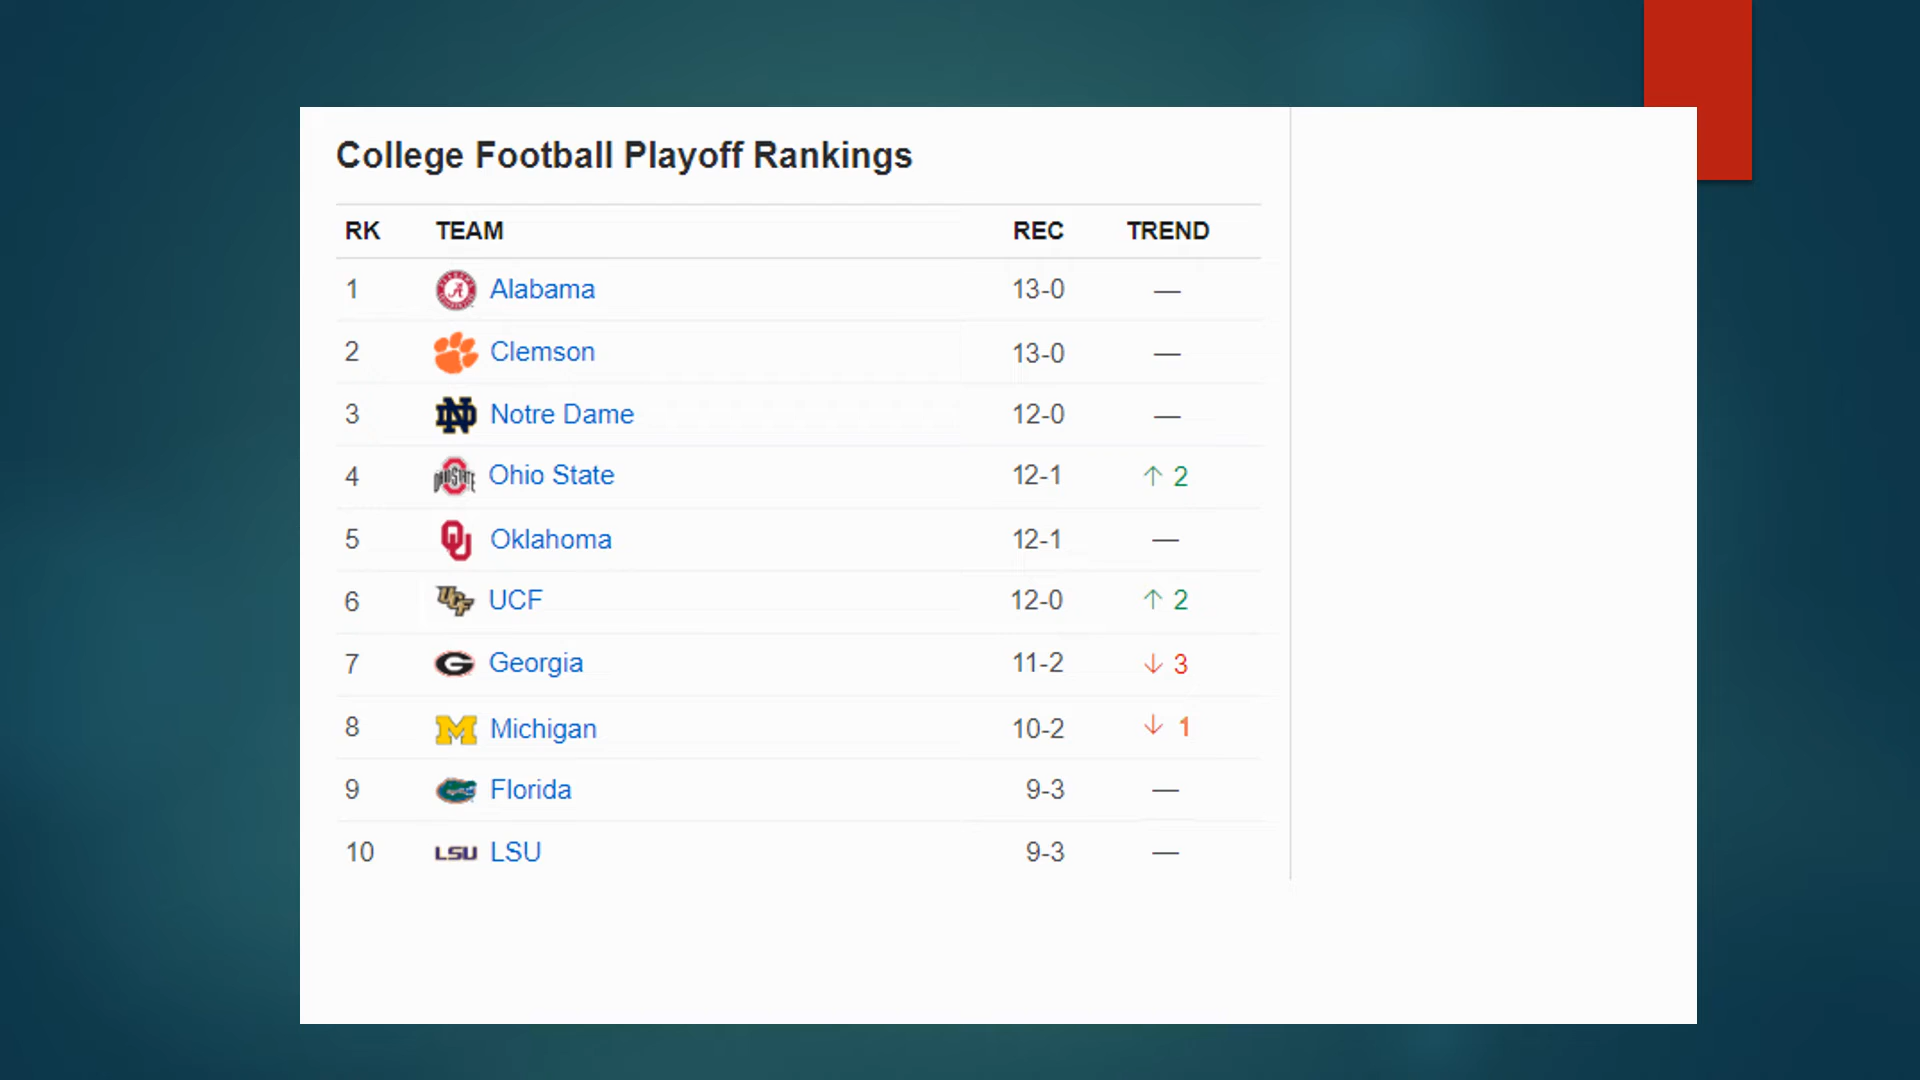 College Football Playoff Rankings
RK TEAM REC TREND
1 Alabama 13-0 —
2 Clemson 13-0 —
3 Notre Dame 12-0 —
4 Ohio State 12-1 ↑ 2
5 Oklahoma 12-1 —
6 UCF 12-0 ↑ 2
7 Georgia 11-2 ↓ 3
8 Michigan 10-2 ↓ 1
9 Florida 9-3 —
10 LSU LSU 9-3 —